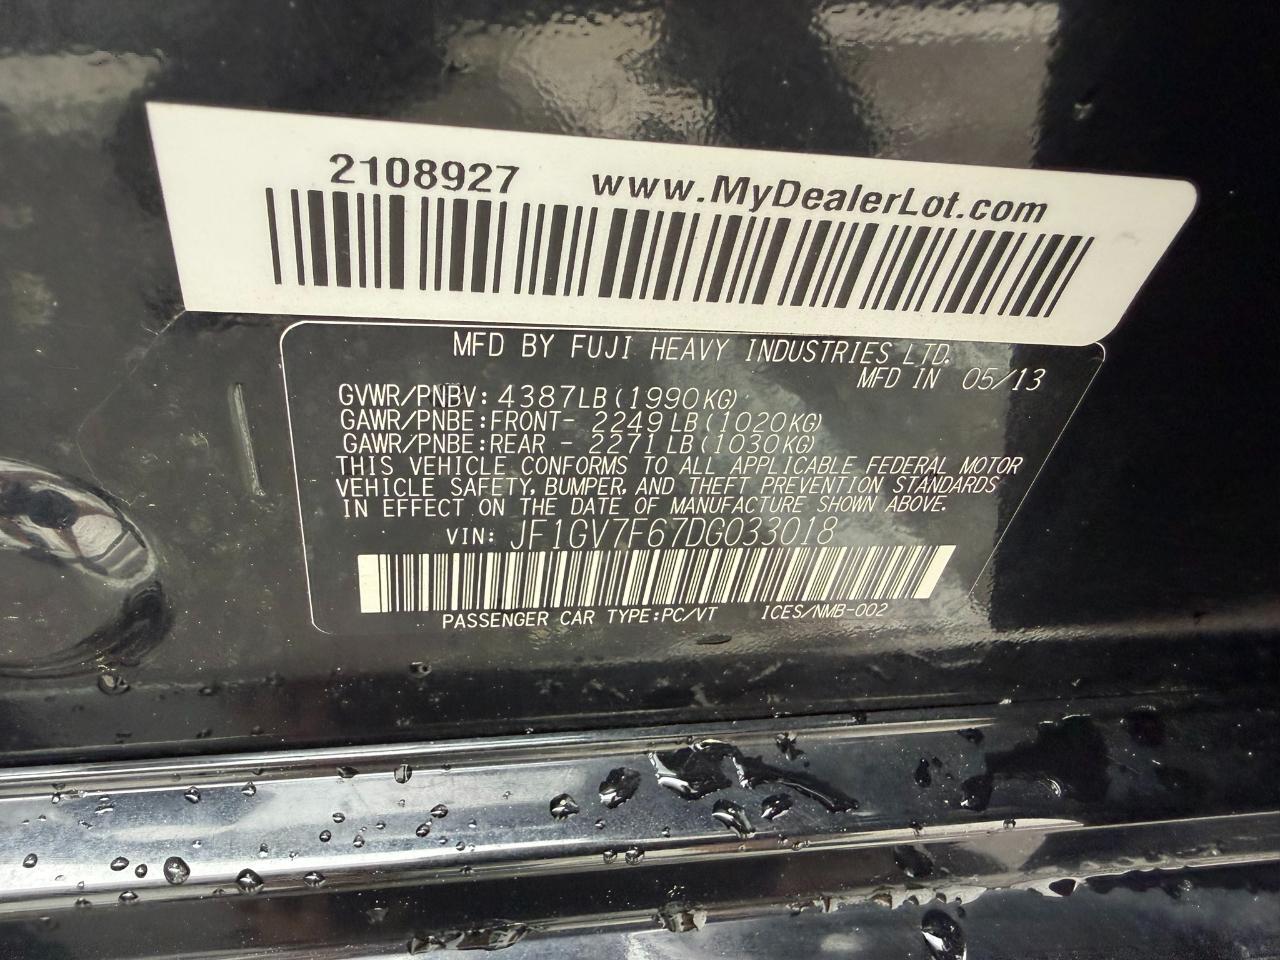 2108927 www.MyDealerLot.com
MFD BY FUJI HEAVY INDUSTRIES LTD.
MFD IN 05/13
GVWR/PNBV: 4387LB(1990KG)
GAWR/PNBE:FRONT- 2249LB(1020KG)
GAWR/PNBE:REAR - 2271LB(1030KG)
THIS VEHICLE CONFORMS TO ALL APPLICABLE FEDERAL MOTOR
VEHICLE SAFETY, BUMPER, AND THEFT PREVENTION STANDARDS
IN EFFECT ON THE DATE OF MANUFACTURE SHOWN ABOVE.
VIN: JF1GV7F67DG033018
PASSENGER CAR TYPE:PC/VT ICES/NMB-002